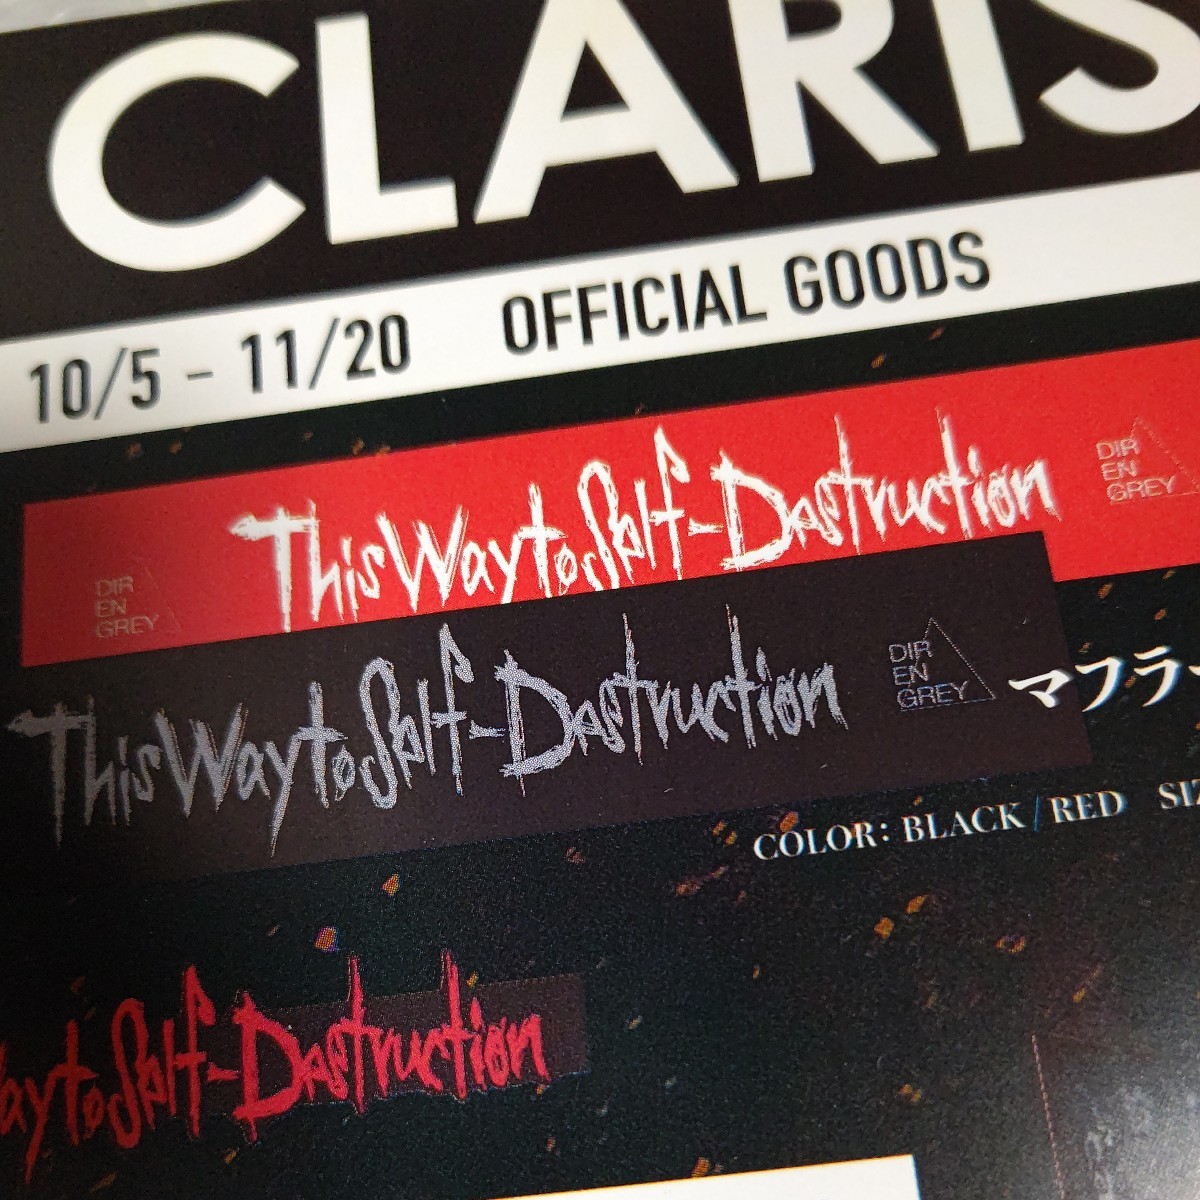 CLARIS
10/5 - 11/20 OFFICIAL GOODS
This Way to Self-Destruction
DIR
EN
GREY
DIR
EN
GREY
This Way to Self-Destruction
DIR
EN
GREY
マフラ
COLOR: BLACK / RED
Way to Self-Destruction